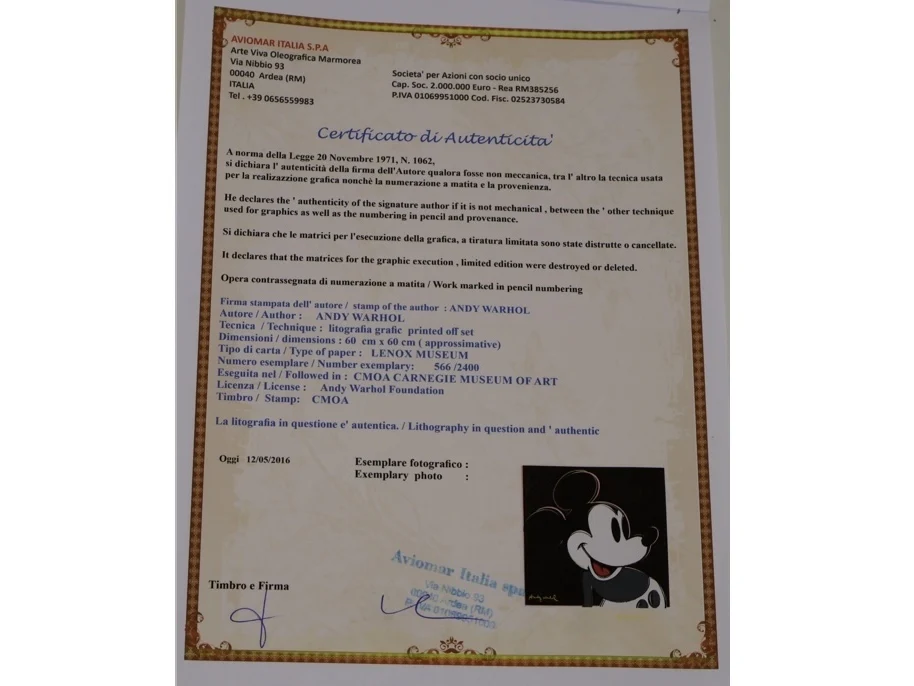 AVIOMAR ITALIA S.P.A
Arte Viva Oleografica Marmorea
Via Nibbio 93
00040 Ardea (RM)
ITALIA
Tel . +39 0656559983
Societa' per Azioni con socio unico
Cap. Soc. 2.000.000 Euro - Rea RM385256
P.IVA 01069951000 Cod. Fisc. 02523730584
Certificato di Autenticita'
A norma della Legge 20 Novembre 1971, N. 1062,
si dichiara l' autenticità della firma dell'Autore qualora fosse non meccanica, tra l' altro la tecnica usata
per la realizazzione grafica nonchè la numerazione a matita e la provenienza.
He declares the ' authenticity of the signature author if it is not mechanical , between the ' other technique
used for graphics as well as the numbering in pencil and provenance.
Si dichiara che le matrici per l'esecuzione della grafica, a tiratura limitata sono state distrutte o cancellate.
It declares that the matrices for the graphic execution , limited edition were destroyed or deleted.
Opera contrassegnata di numerazione a matita / Work marked in pencil numbering
Firma stampata dell' autore / stamp of the author : ANDY WARHOL
Autore / Author : ANDY WARHOL
Tecnica / Technique : litografia grafic printed off set
Dimensioni / dimensions : 60 cm x 60 cm ( approssimative)
Tipo di carta / Type of paper : LENOX MUSEUM
Numero esemplare / Number exemplary: 566 /2400
Eseguita nel / Followed in : CMOA CARNEGIE MUSEUM OF ART
Licenza / License : Andy Warhol Foundation
Timbro / Stamp: CMOA
La litografia in questione e' autentica. / Lithography in question and ' authentic
Oggi 12/05/2016
Esemplare fotografico :
Exemplary photo :
Timbro e Firma
Aviomar Italia spa
Via Nibbio 93
00040 Ardea (RM)
P. IVA